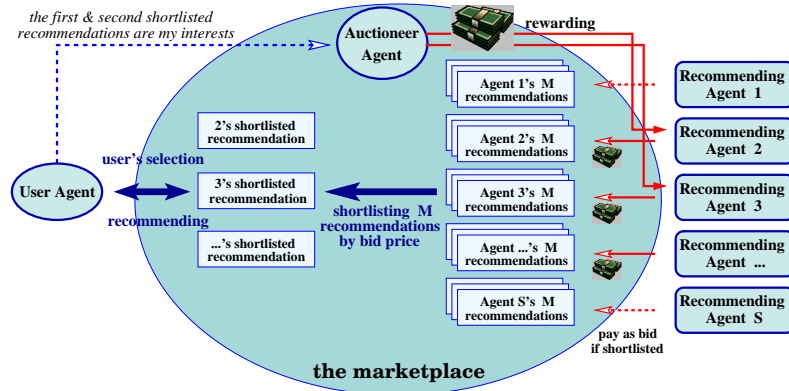 the first & second shortlisted
recommendations are my interests
Auctioneer
Agent
rewarding
Agent 1's M
recommendations
Recommending
Agent 1
2's shortlisted
recommendation
Agent 2's M
recommendations
Recommending
Agent 2
user's selection
User Agent
recommending
3's shortlisted
recommendation
shortlisting M
recommendations
by bid price
Agent 3's M
recommendations
Recommending
Agent 3
...'s shortlisted
recommendation
Agent ...'s M
recommendations
Recommending
Agent ...
Agent S's M
recommendations
Recommending
Agent S
pay as bid
if shortlisted
the marketplace